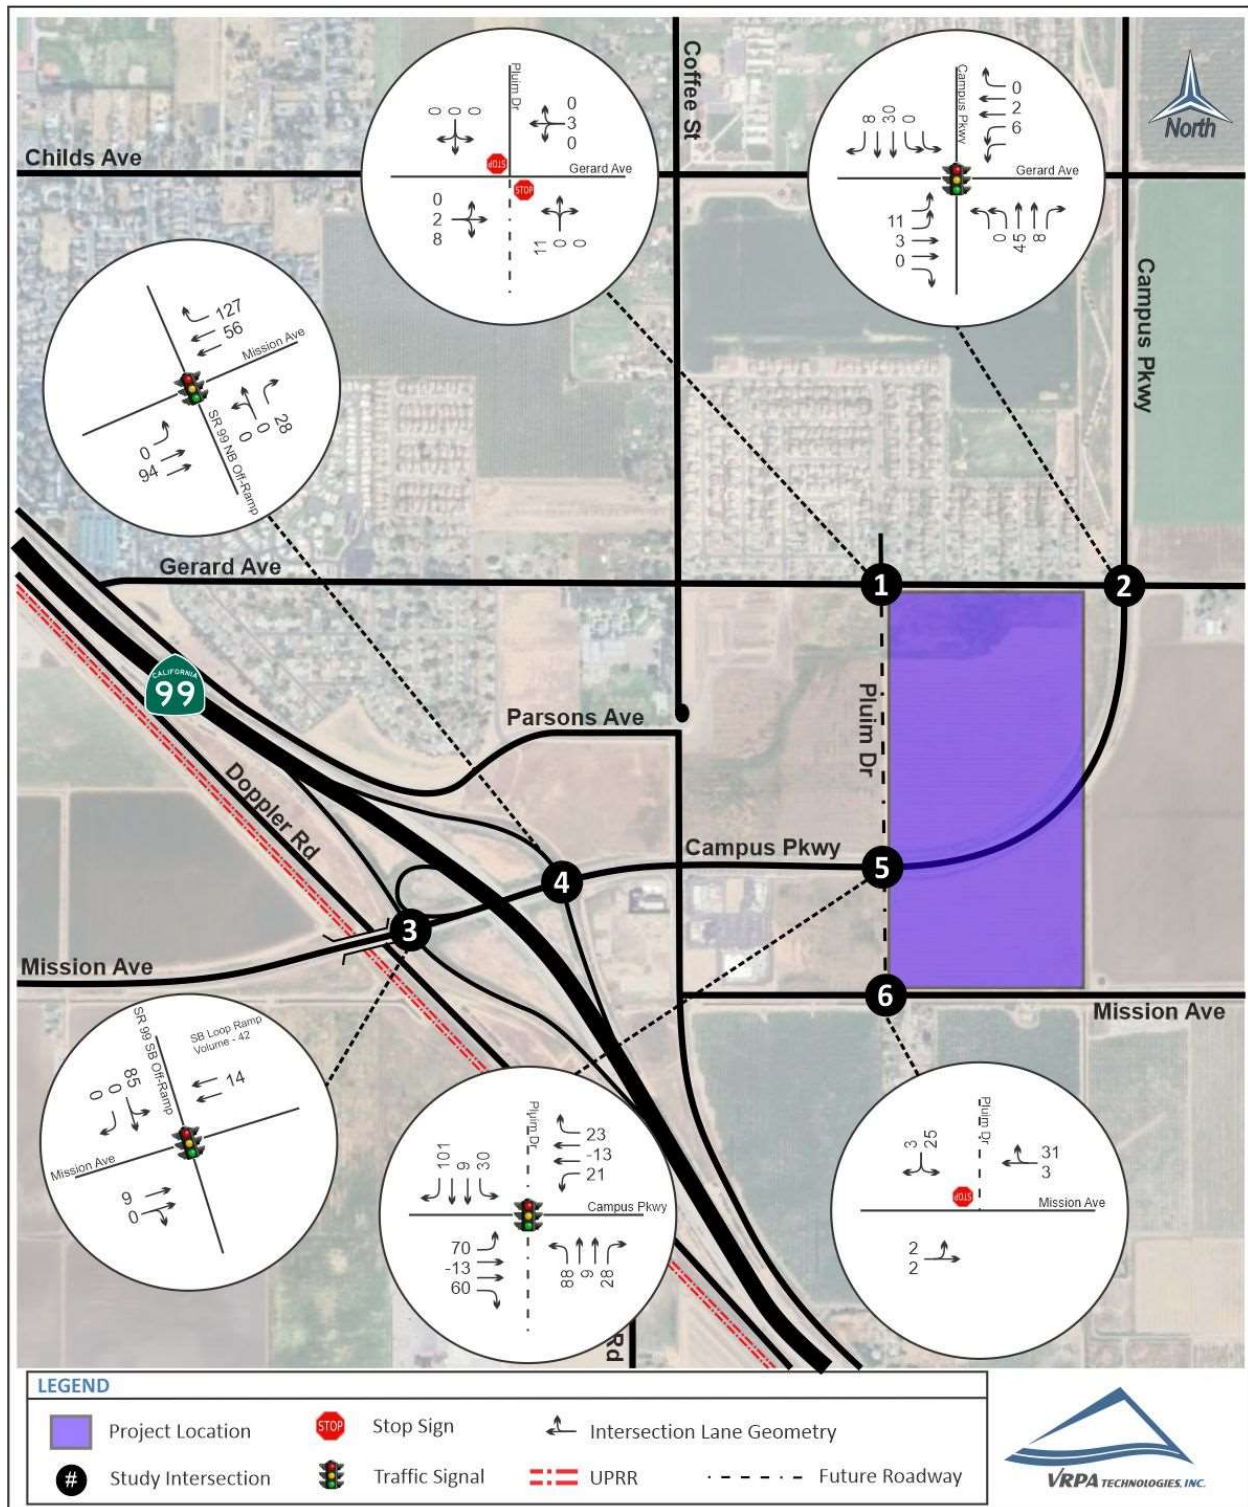 Coffee St
North
Childs Ave
Pluim Dr
0 0 0
0
3
0
Gerard Ave
STOP
STOP
0
2
8
11 0 0
Campus Pkwy
8 30 0
0
2
6
Gerard Ave
11
3
0
0 45 8
127
56
Mission Ave
0
94
SR 99 NB Off-Ramp
0 0 28
Campus Pkwy
Gerard Ave
1
2
CALIFORNIA
99
Parsons Ave
Pluim Dr
Doppler Rd
Campus Pkwy
5
4
3
Mission Ave
6
Mission Ave
SR 99 SB Off-Ramp
SB Loop Ramp
Volume - 42
0 0 85
14
Mission Ave
9
0
Pluim Dr
101 9 30
23
-13
21
Campus Pkwy
70
-13
60
88 9 28
Pluim Dr
3 25
31
3
STOP
Mission Ave
2
2
Rd
LEGEND
Project Location
STOP Stop Sign
Intersection Lane Geometry
# Study Intersection
Traffic Signal
UPRR
Future Roadway
VRPA TECHNOLOGIES, INC.